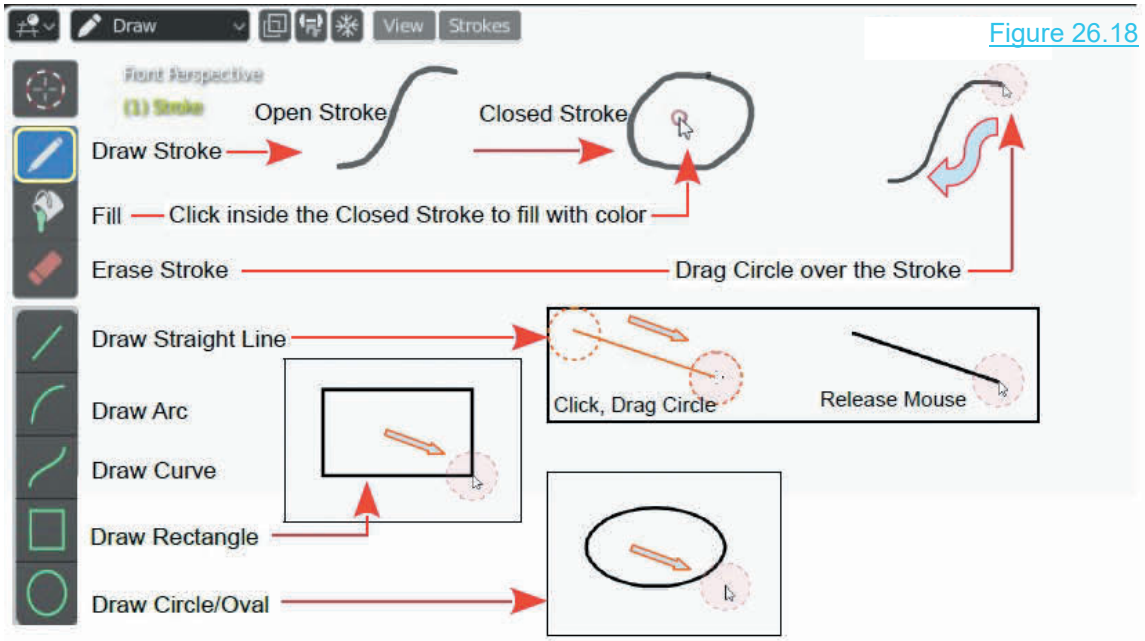 Draw View Strokes
Figure 26.18
Front Perspective
(1) Stroke
Open Stroke
Closed Stroke
Draw Stroke
Fill
Click inside the Closed Stroke to fill with color
Erase Stroke
Drag Circle over the Stroke
Draw Straight Line
Click, Drag Circle
Release Mouse
Draw Arc
Draw Curve
Draw Rectangle
Draw Circle/Oval